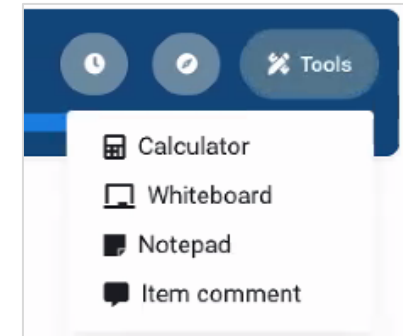 Tools
Calculator
Whiteboard
Notepad
Item comment